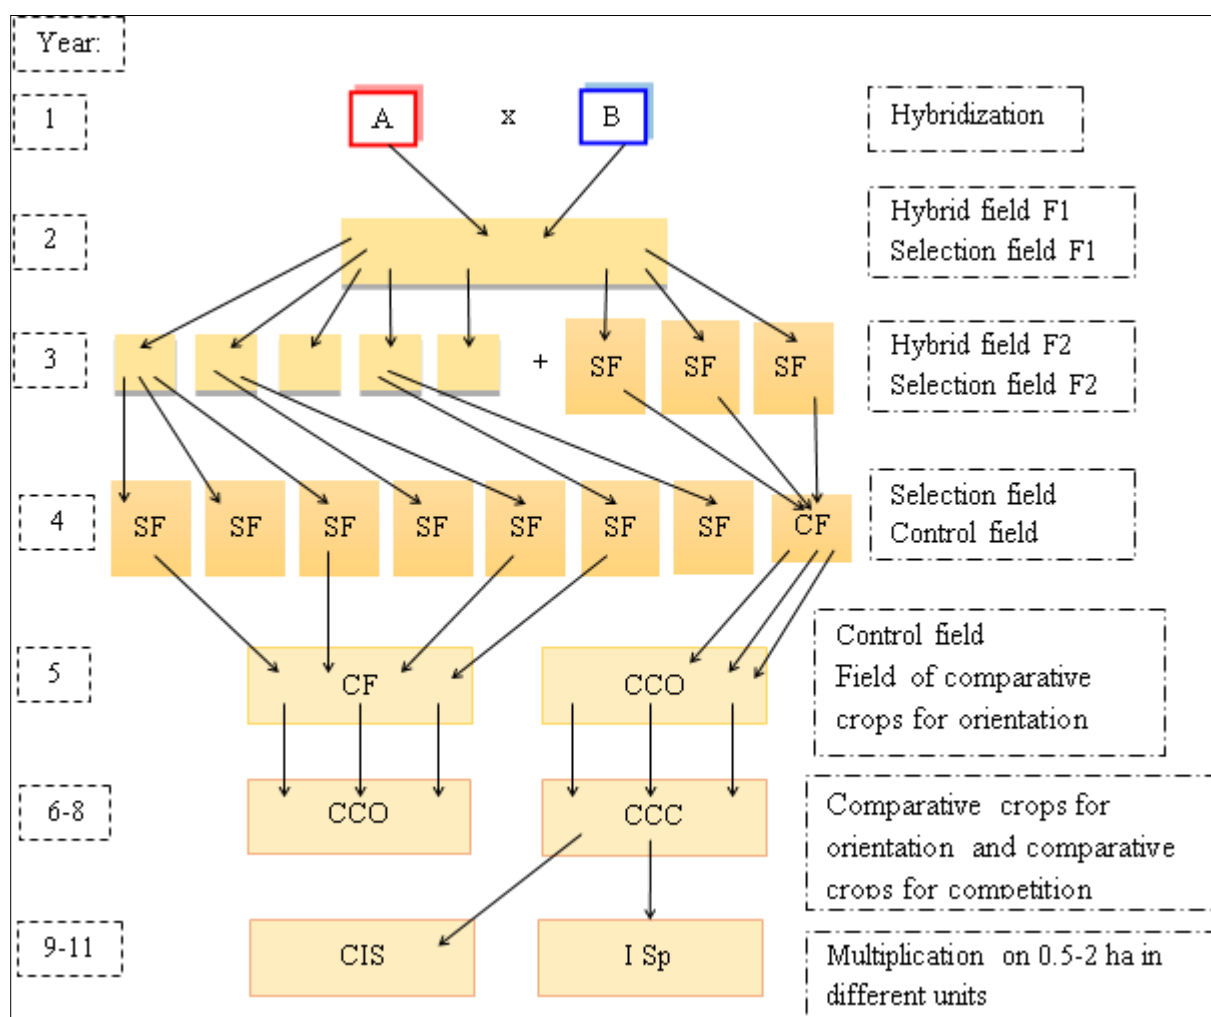 Year:
1
A
x
B
Hybridization
2
Hybrid field F1
Selection field F1
3
+
SF
SF
SF
Hybrid field F2
Selection field F2
4
SF
SF
SF
SF
SF
SF
SF
CF
Selection field
Control field
5
CF
CCO
Control field
Field of comparative
crops for orientation
6-8
CCO
CCC
Comparative crops for
orientation and comparative
crops for competition
9-11
CIS
I Sp
Multiplication on 0.5-2 ha in
different units